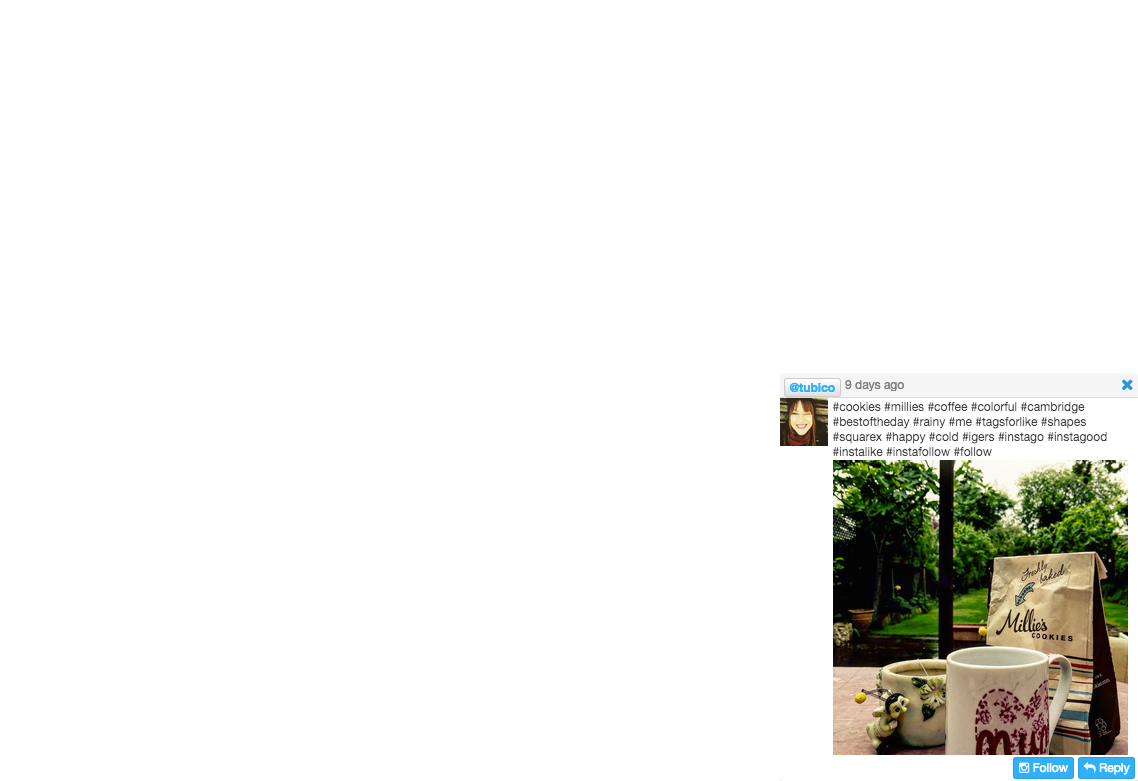 @tubico 9 days ago
#cookies #millies #coffee #colorful #cambridge
#bestoftheday #rainy #me #tagsforlike #shapes
#squarex #happy #cold #igers #instago #instagood
#instalike #instafollow #follow
Freshly
baked
Millie's
COOKIES
mum
Follow Reply